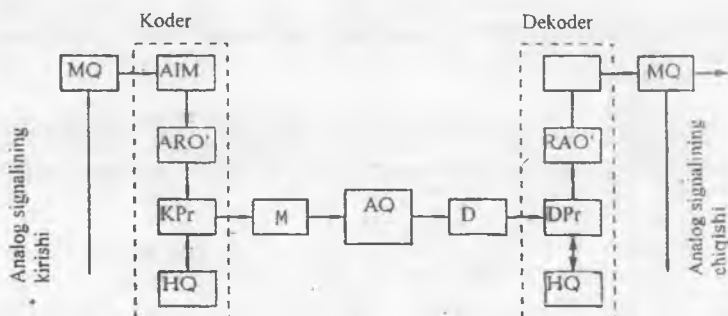 Koder
Dekoder
MQ
AIM
MQ
ARO'
RAO'
KPr
M
AQ
D
DPr
HQ
HQ
Analog signalining
kirishi
Analog signalining
chiqishi